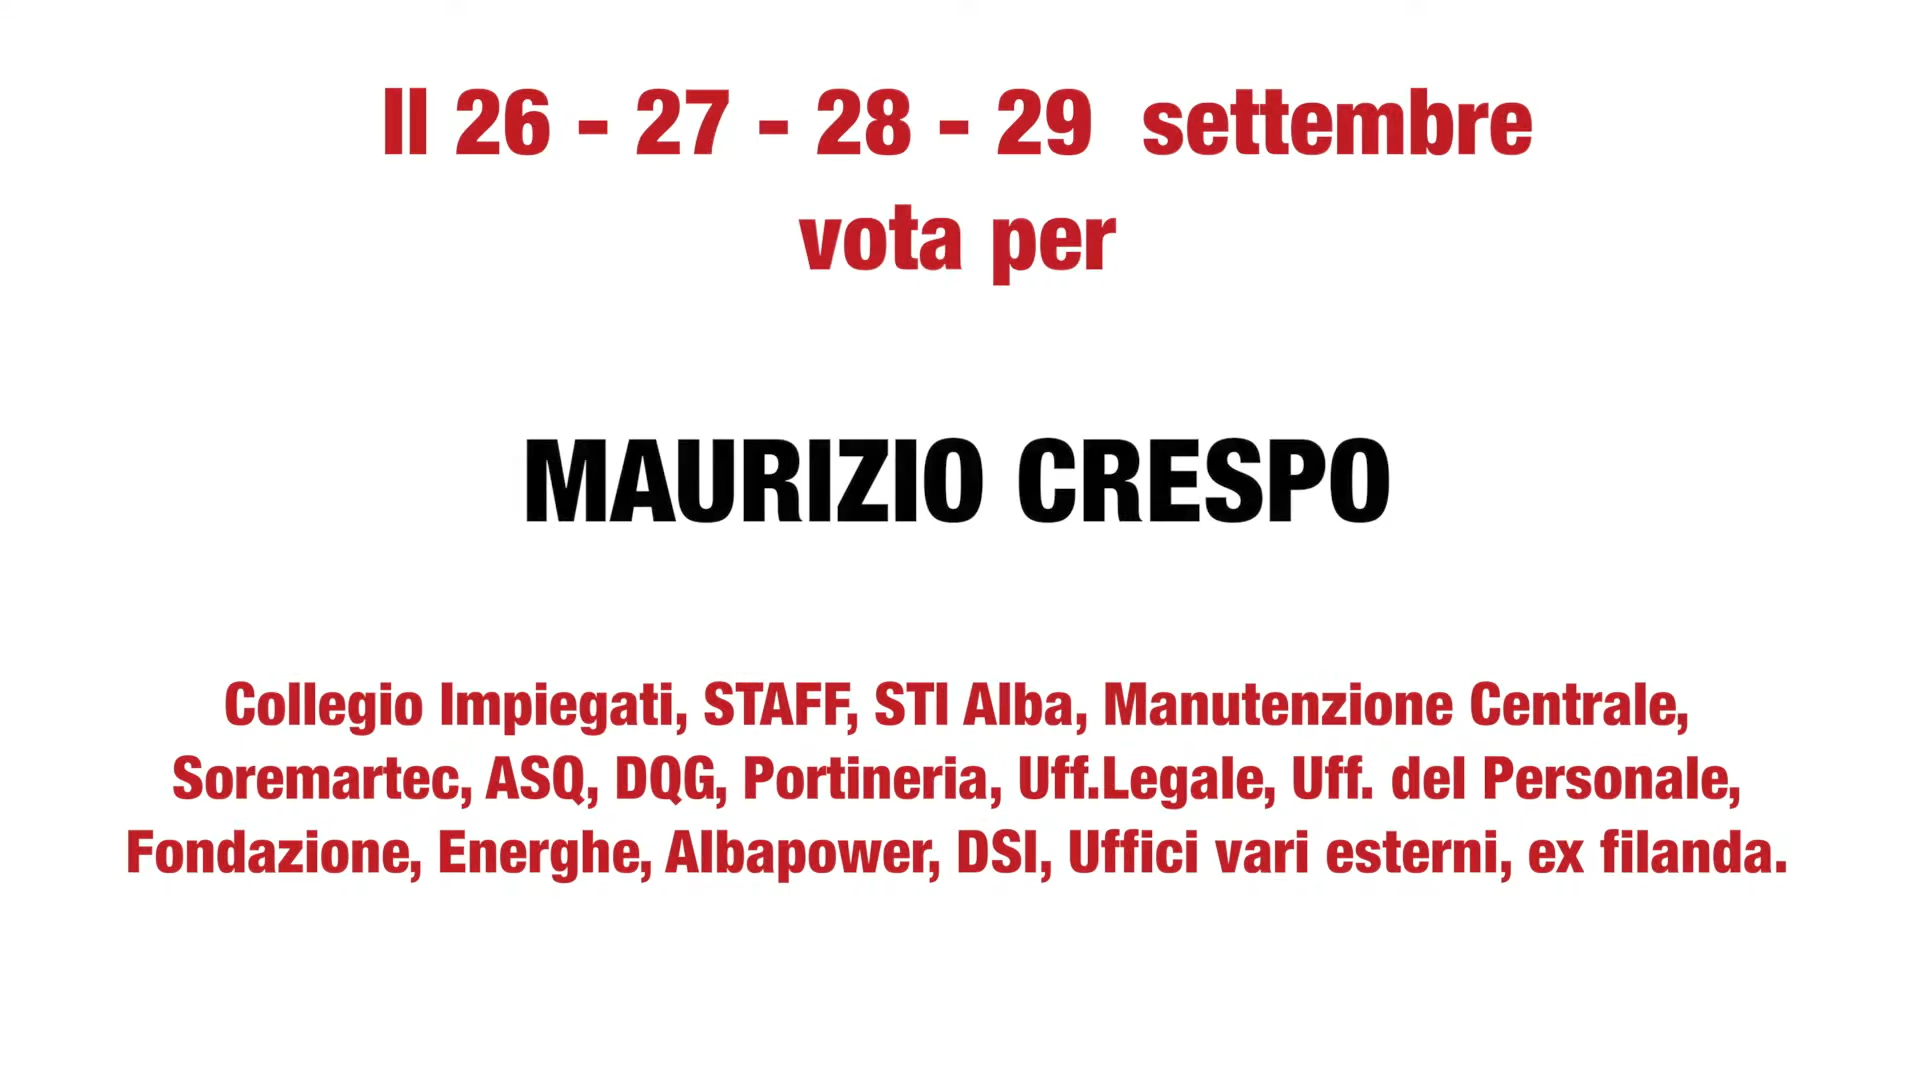 Il 26 - 27 - 28 - 29 settembre
vota per
MAURIZIO CRESPO
Collegio Impiegati, STAFF, STI Alba, Manutenzione Centrale,
Soremartec, ASQ, DQG, Portineria, Uff.Legale, Uff. del Personale,
Fondazione, Energhe, Albapower, DSI, Uffici vari esterni, ex filanda.